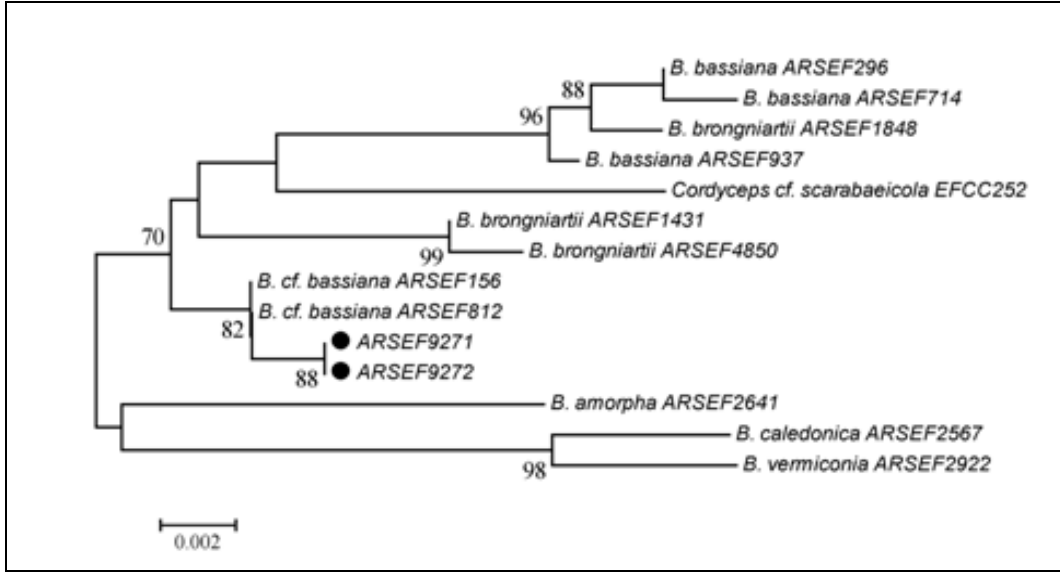 B. bassiana ARSEF296
88
B. bassiana ARSEF714
96
B. brongniartii ARSEF1848
B. bassiana ARSEF937
Cordyceps cf. scarabaeicola EFCC252
B. brongniartii ARSEF1431
70
99
B. brongniartii ARSEF4850
B. cf. bassiana ARSEF156
B. cf. bassiana ARSEF812
82
ARSEF9271
88
ARSEF9272
B. amorpha ARSEF2641
B. caledonica ARSEF2567
98
B. vermiconia ARSEF2922
0.002